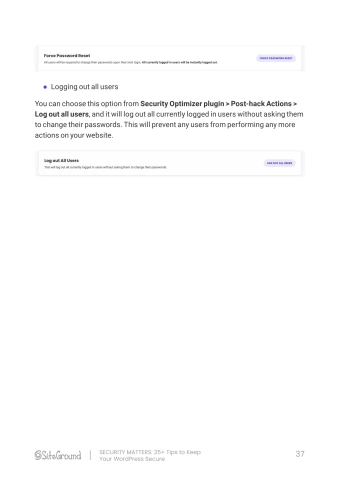 Force Password Reset
All users will be required to change their passwords upon their next login. All currently logged in users will be instantly logged out.
FORCE PASSWORD RESET
• Logging out all users
You can choose this option from Security Optimizer plugin > Post-hack Actions >
Log out all users, and it will log out all currently logged in users without asking them
to change their passwords. This will prevent any users from performing any more
actions on your website.
Log out All Users
This will log out all currently logged in users without asking them to change their passwords.
LOG OUT ALL USERS
SiteGround
SECURITY MATTERS: 25+ Tips to Keep
Your WordPress Secure
37